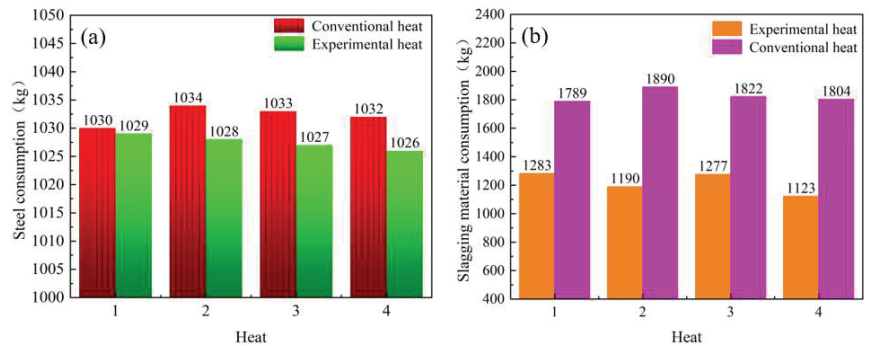 (a)
Conventional heat
Experimental heat
Steel consumption (kg)
1050
1045
1040
1035
1030
1025
1020
1015
1010
1005
1000
1030 1029
1034 1028
1033 1027
1032 1026
1 2 3 4
Heat
(b)
Experimental heat
Conventional heat
Slagging material consumption (kg)
2400
2200
2000
1800
1600
1400
1200
1000
800
600
400
1283 1789
1190 1890
1277 1822
1123 1804
1 2 3 4
Heat